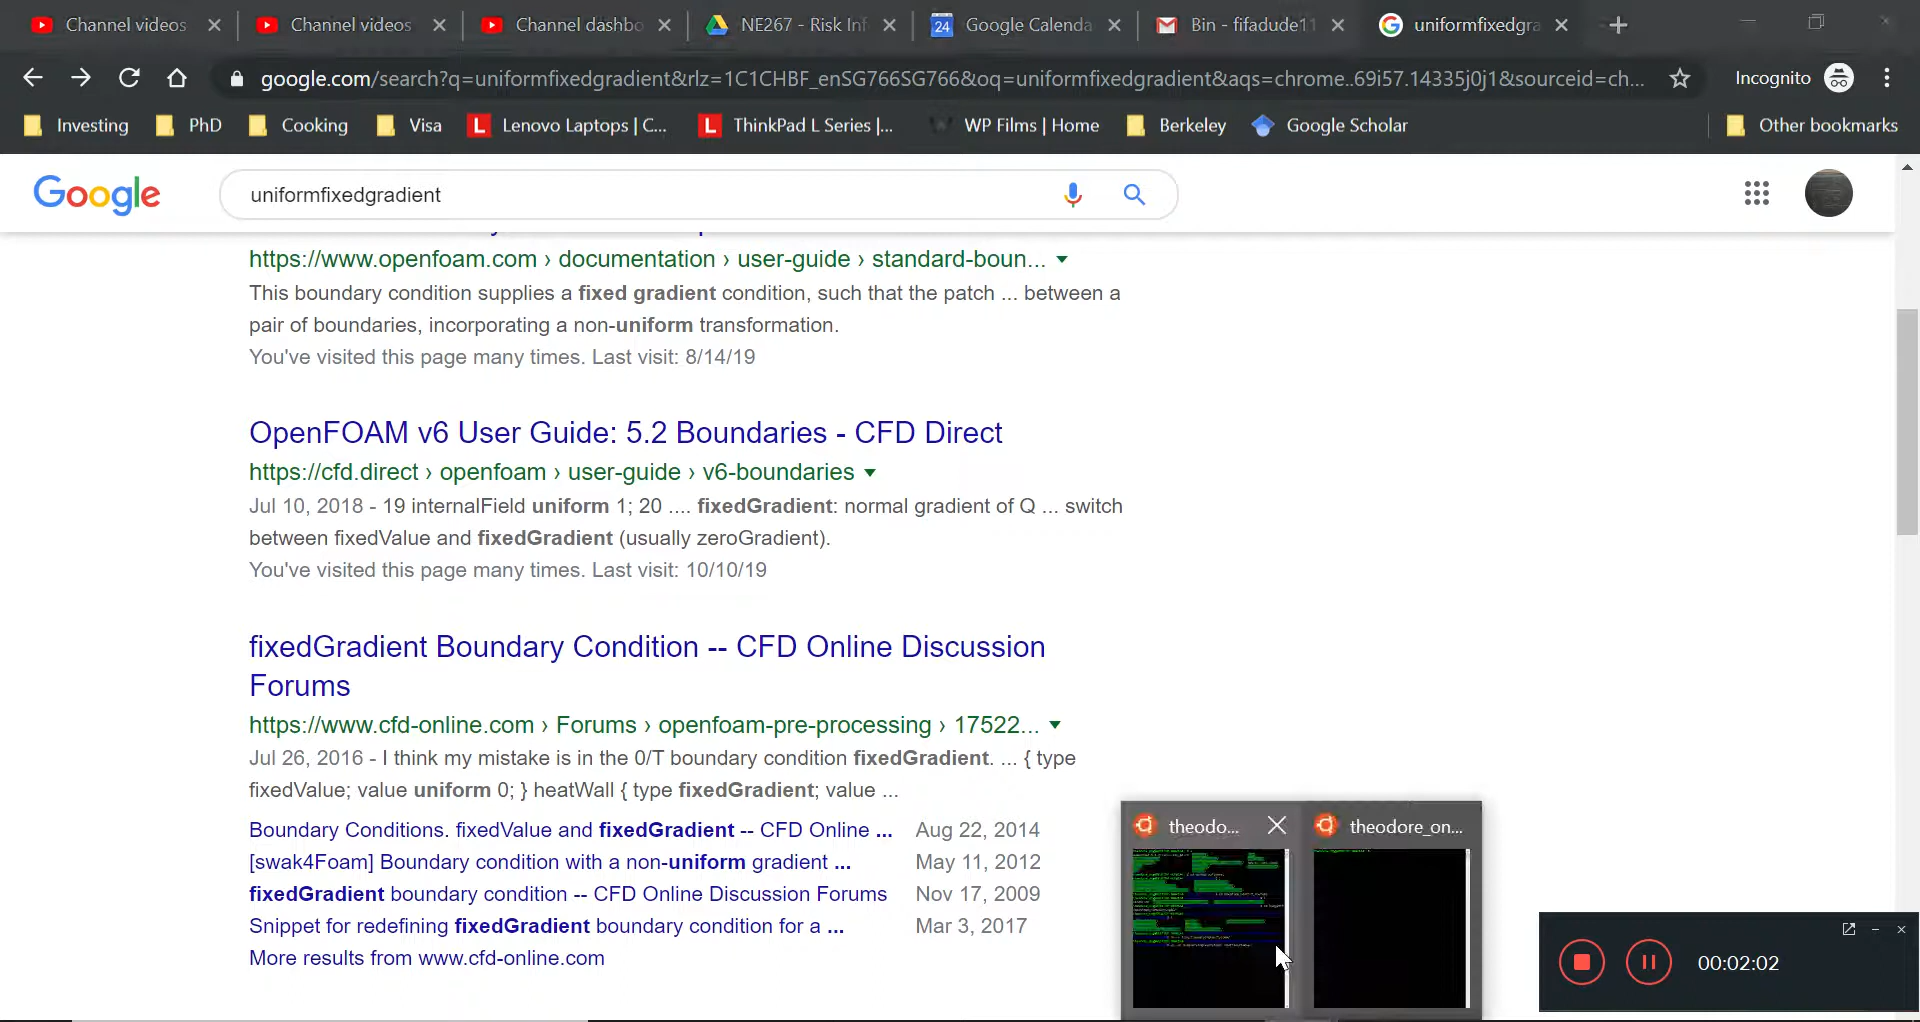 Channel videos
Channel videos
Channel dashbo
NE267 - Risk Inf
24
Google Calenda
Bin - fifadude11
uniformfixedgra
google.com/search?q=uniformfixedgradient&rlz=1C1CHBF_enSG766SG766&oq=uniformfixedgradient&aqs=chrome..69i57.14335j0j1&sourceid=ch...
Incognito
Investing
PhD
Cooking
Visa
L
Lenovo Laptops | C...
L
ThinkPad L Series |...
WP Films | Home
Berkeley
Google Scholar
Other bookmarks
Google
uniformfixedgradient
https://www.openfoam.com › documentation › user-guide › standard-boun...
This boundary condition supplies a fixed gradient condition, such that the patch ... between a
pair of boundaries, incorporating a non-uniform transformation.
You've visited this page many times. Last visit: 8/14/19
OpenFOAM v6 User Guide: 5.2 Boundaries - CFD Direct
https://cfd.direct › openfoam › user-guide › v6-boundaries
Jul 10, 2018 - 19 internalField uniform 1; 20 .... fixedGradient: normal gradient of Q ... switch
between fixedValue and fixedGradient (usually zeroGradient).
You've visited this page many times. Last visit: 10/10/19
fixedGradient Boundary Condition -- CFD Online Discussion
Forums
https://www.cfd-online.com › Forums › openfoam-pre-processing › 17522...
Jul 26, 2016 - I think my mistake is in the 0/T boundary condition fixedGradient. ... { type
fixedValue; value uniform 0; } heatWall { type fixedGradient; value ...
Boundary Conditions. fixedValue and fixedGradient -- CFD Online ... Aug 22, 2014
[swak4Foam] Boundary condition with a non-uniform gradient ... May 11, 2012
fixedGradient boundary condition -- CFD Online Discussion Forums Nov 17, 2009
Snippet for redefining fixedGradient boundary condition for a ... Mar 3, 2017
More results from www.cfd-online.com
theodo...
theodore_on...
00:02:02